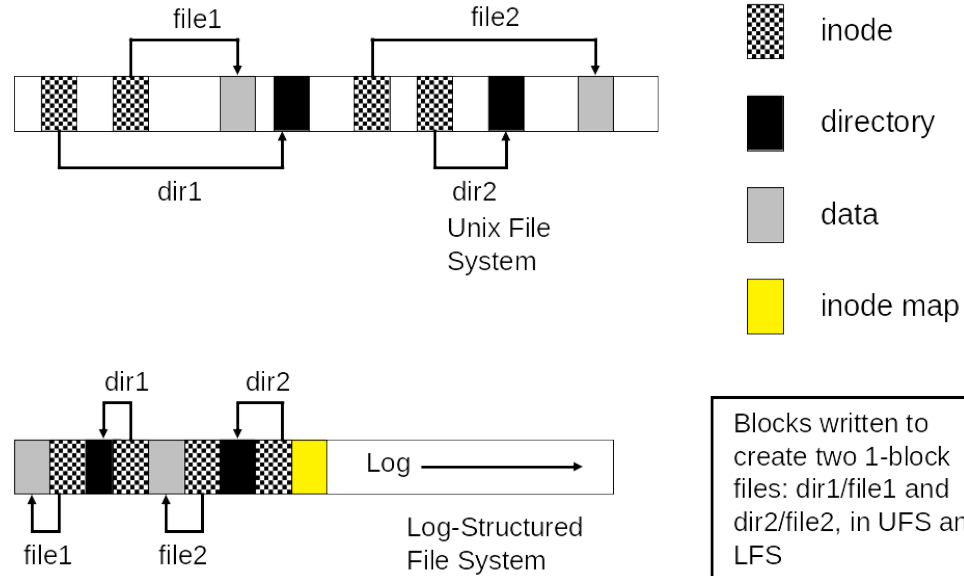 file1
file2
dir1
dir2
Unix File
System
inode
directory
data
inode map
dir1
dir2
Log
file1
file2
Log-Structured
File System
Blocks written to
create two 1-block
files: dir1/file1 and
dir2/file2, in UFS an
LFS